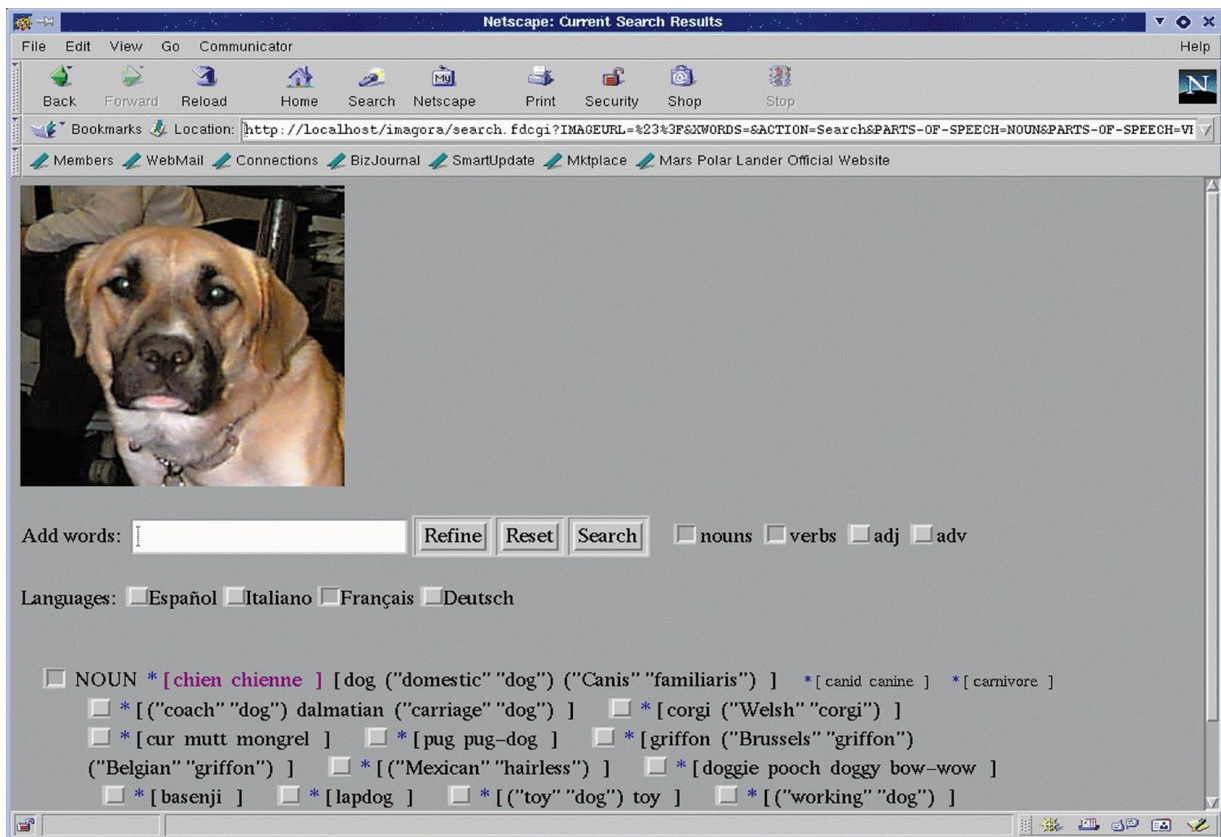 Netscape: Current Search Results
File Edit View Go Communicator Help
Back Forward Reload Home Search Netscape Print Security Shop Stop
My
N
Bookmarks Location: http://localhost/imagora/search.fdcgi?IMAGEURL=%23%3F&XWORDS=&ACTION=Search&PARTS-OF-SPEECH=NOUN&PARTS-OF-SPEECH=VE
Members WebMail Connections BizJournal SmartUpdate Mktplace Mars Polar Lander Official Website
Add words: Refine Reset Search nouns verbs adj adv
Languages: Español Italiano Français Deutsch
NOUN * [ chien chienne ] [ dog ("domestic" "dog") ("Canis" "familiaris") ] * [ canid canine ] * [ carnivore ]
* [ ("coach" "dog") dalmatian ("carriage" "dog") ] * [ corgi ("Welsh" "corgi") ]
* [ cur mutt mongrel ] * [ pug pug-dog ] * [ griffon ("Brussels" "griffon")
("Belgian" "griffon") ] * [ ("Mexican" "hairless") ] * [ doggie pooch doggy bow-wow ]
* [ basenji ] * [ lapdog ] * [ ("toy" "dog") toy ] * [ ("working" "dog") ]